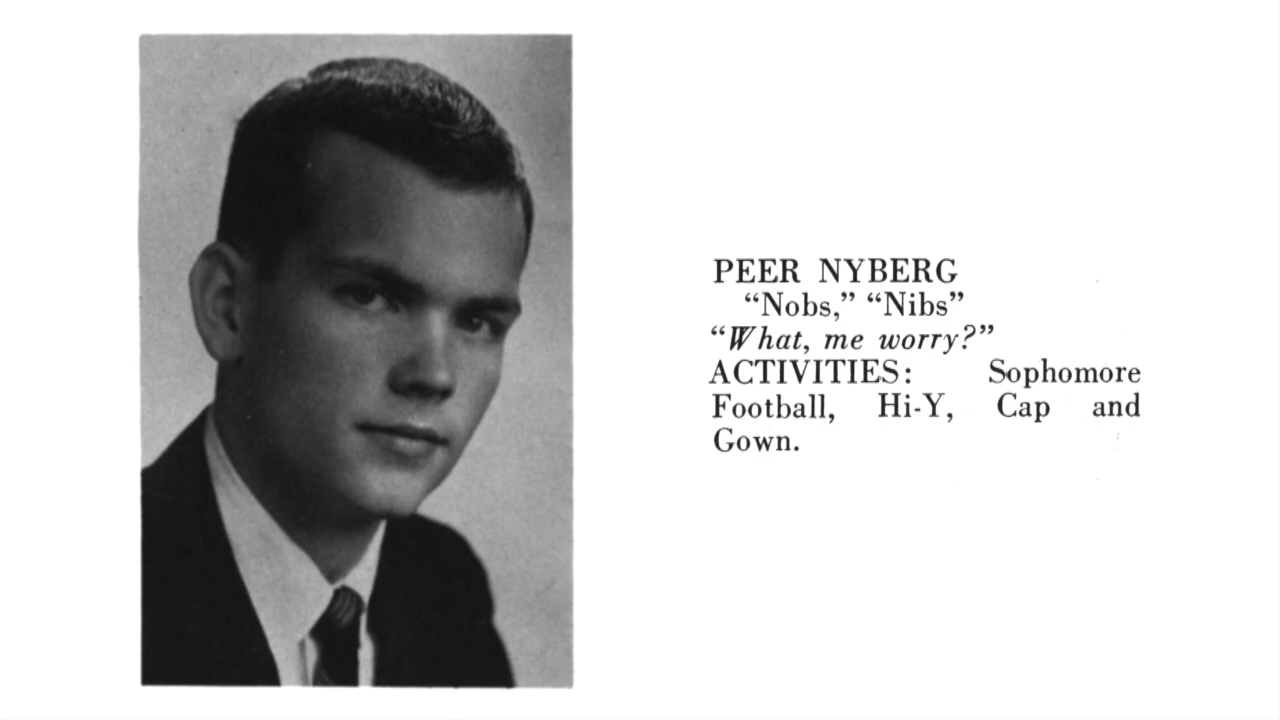 PEER NYBERG
“Nobs,” “Nibs”
“What, me worry?”
ACTIVITIES: Sophomore
Football, Hi-Y, Cap and
Gown.